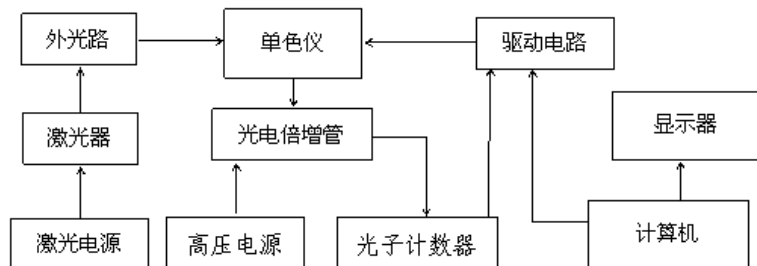 外光路
单色仪
驱动电路
激光器
光电倍增管
显示器
激光电源
高压电源
光子计数器
计算机